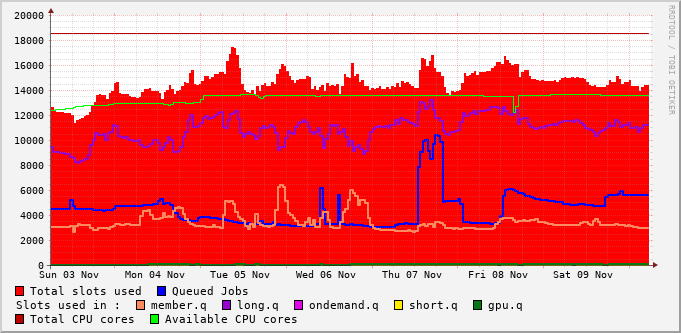 20000
18000
16000
14000
12000
10000
8000
6000
4000
2000
0
Sun 03 Nov Mon 04 Nov Tue 05 Nov Wed 06 Nov Thu 07 Nov Fri 08 Nov Sat 09 Nov
RRDTOOL / TOBI OETIKER
Total slots used Queued Jobs
Slots used in : member.q long.q ondemand.q short.q gpu.q
Total CPU cores Available CPU cores